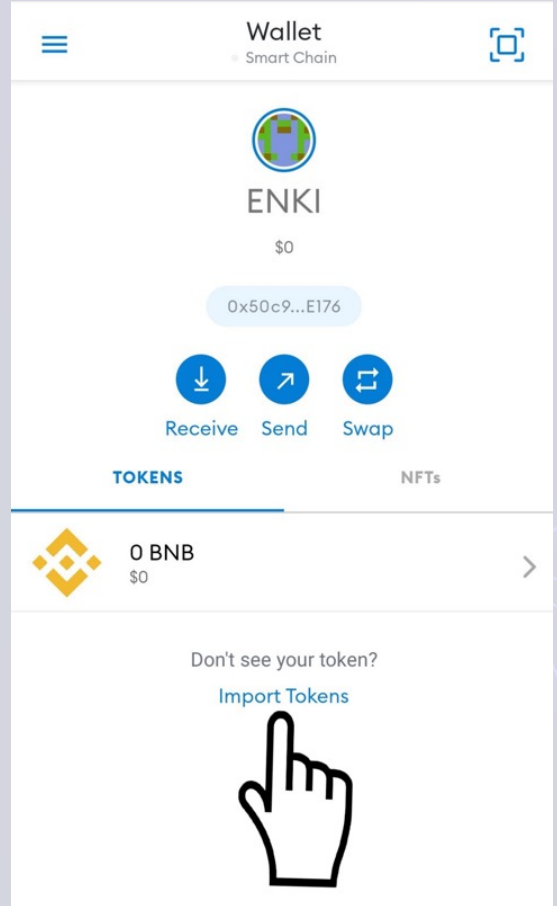 Wallet
Smart Chain
ENKI
$0
0x50c9...E176
Receive Send Swap
TOKENS NFTs
0 BNB
$0
Don't see your token?
Import Tokens